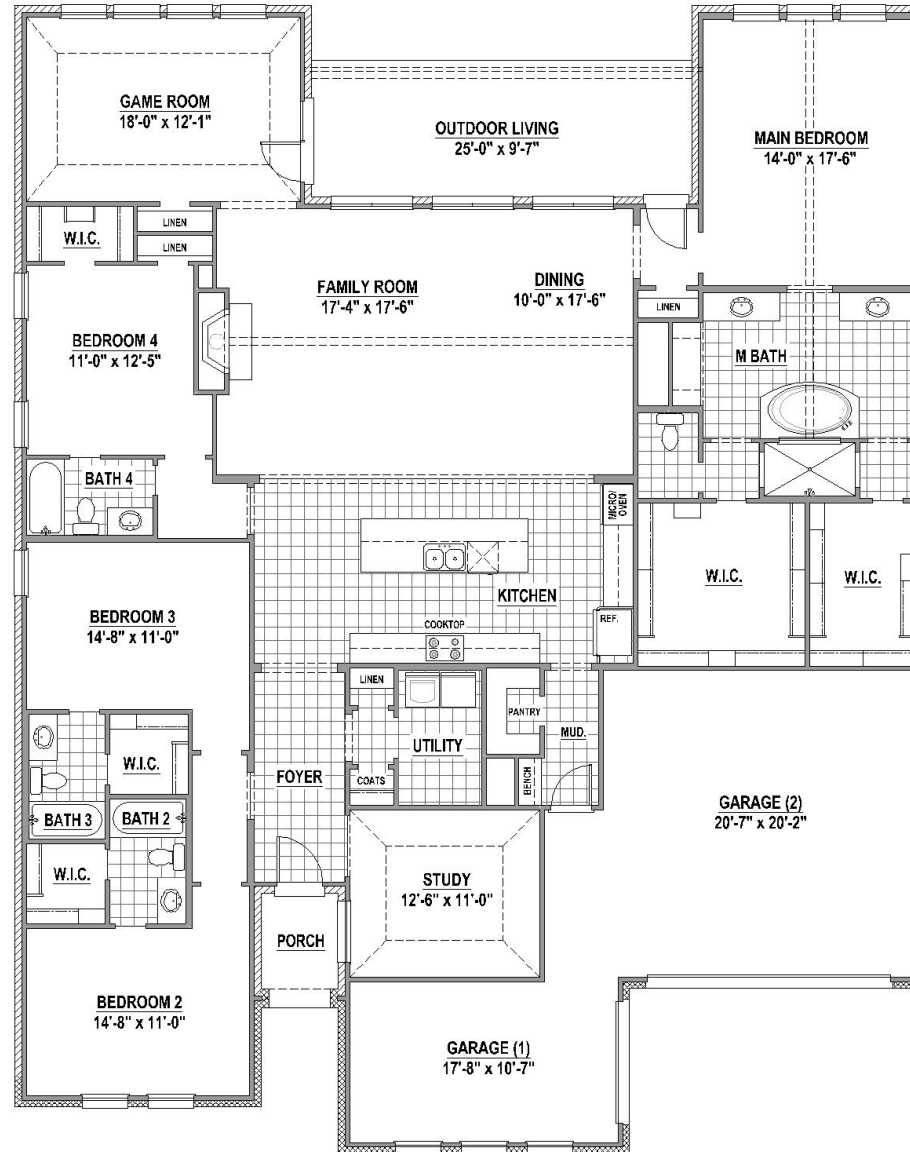 GAME ROOM
18'-0" x 12'-1"
OUTDOOR LIVING
25'-0" x 9'-7"
MAIN BEDROOM
14'-0" x 17'-6"
LINEN
W.I.C.
LINEN
FAMILY ROOM
17'-4" x 17'-6"
DINING
10'-0" x 17'-6"
LINEN
BEDROOM 4
11'-0" x 12'-5"
M BATH
BATH 4
MICRO/
OVEN
KITCHEN
W.I.C.
W.I.C.
BEDROOM 3
14'-8" x 11'-0"
COOKTOP
REF.
LINEN
PANTRY
MUD.
UTILITY
W.I.C.
FOYER
COATS
BENCH
BATH 3
BATH 2
GARAGE (2)
20'-7" x 20'-2"
W.I.C.
STUDY
12'-6" x 11'-0"
PORCH
BEDROOM 2
14'-8" x 11'-0"
GARAGE (1)
17'-8" x 10'-7"